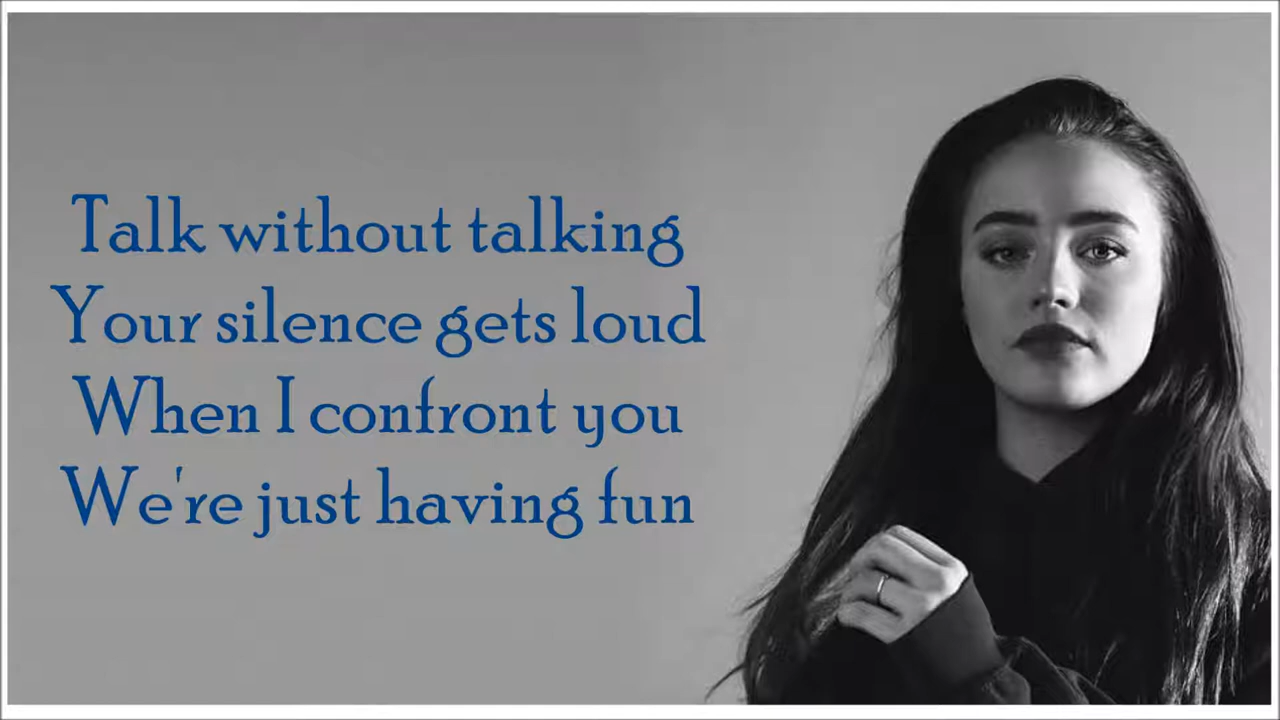 Talk without talking
Your silence gets loud
When I confront you
We're just having fun